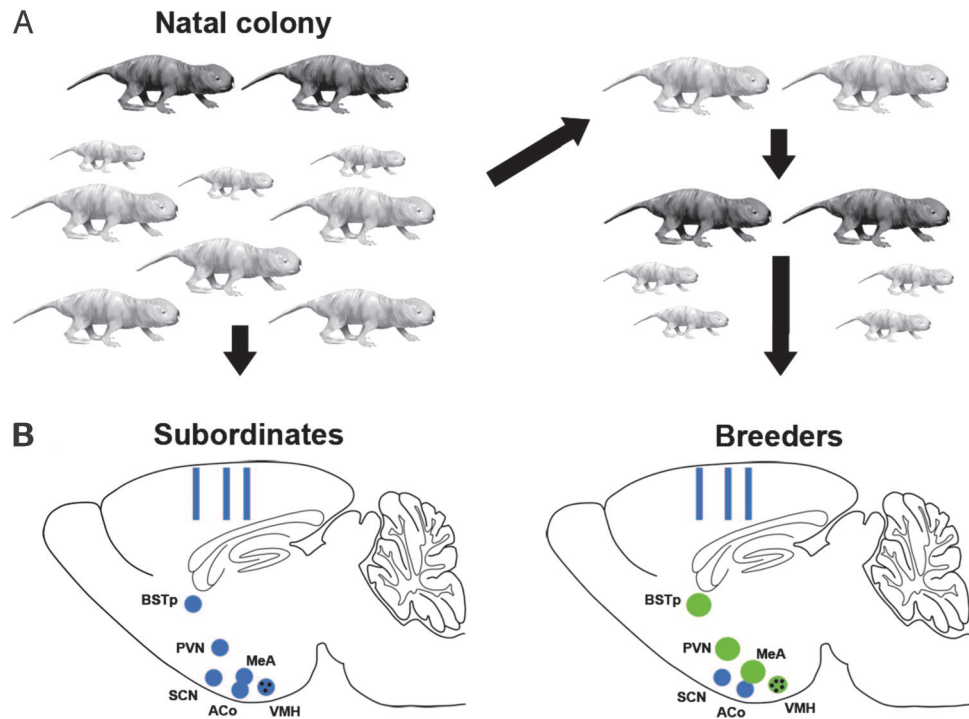 A
Natal colony
B
Subordinates
Breeders
BSTp
PVN
MeA
SCN
ACo
VMH
BSTp
PVN
MeA
SCN
ACo
VMH